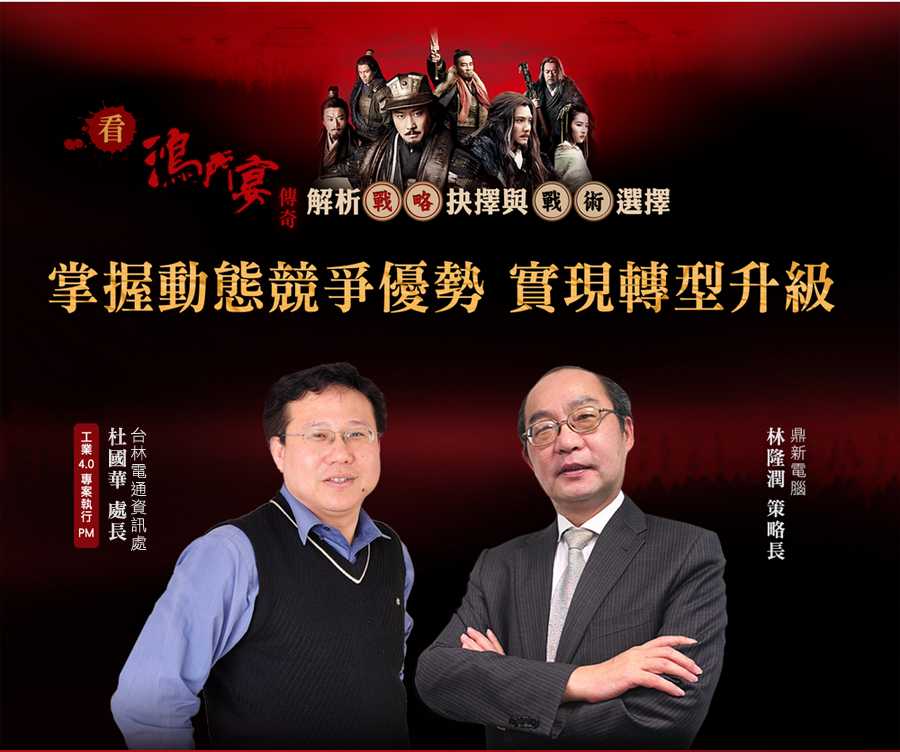 看
鴻門宴
傳奇
解析戰略抉擇與戰術選擇
掌握動態競爭優勢 實現轉型升級
台林電通資訊處
杜國華 處長
工業 4.0 專案執行 PM
鼎新電腦
林隆潤 策略長